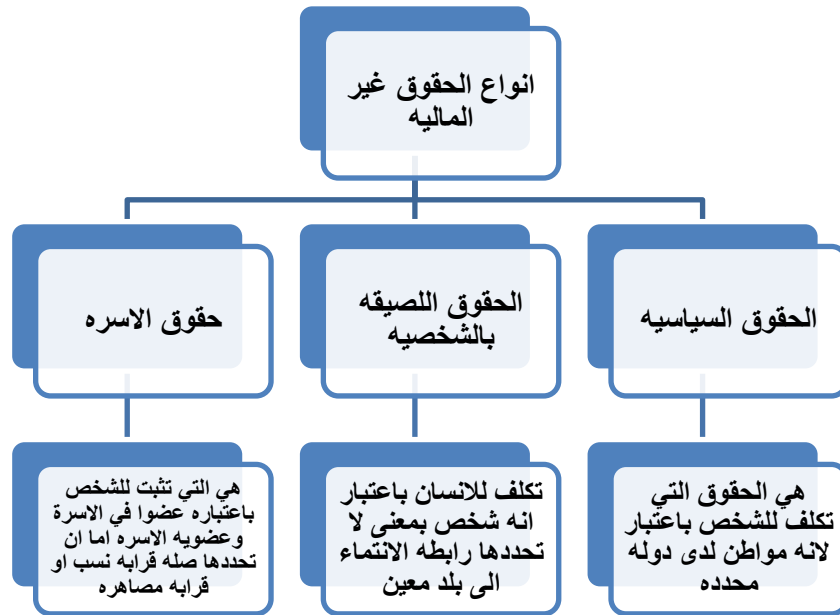 انواع الحقوق غير
الماليه
الحقوق السياسيه
الحقوق اللصيقه
بالشخصيه
حقوق الاسره
هي الحقوق التي
تكلف للشخص باعتبار
لانه مواطن لدى دوله
محدده
تكلف للانسان باعتبار
انه شخص بمعنى لا
تحددها رابطه الانتماء
الى بلد معين
هي التي تثبت للشخص
باعتباره عضوا في الاسرة
وعضويه الاسره اما ان
تحددها صله قرابه نسب او
قرابه مصاهره